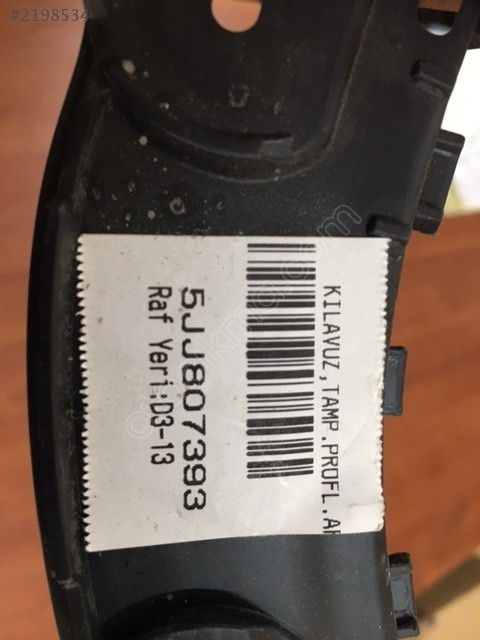 #2198534
KILAVUZ,TAMP.PROFL.AR
5JJ807393
Raf Yeri:D3-13